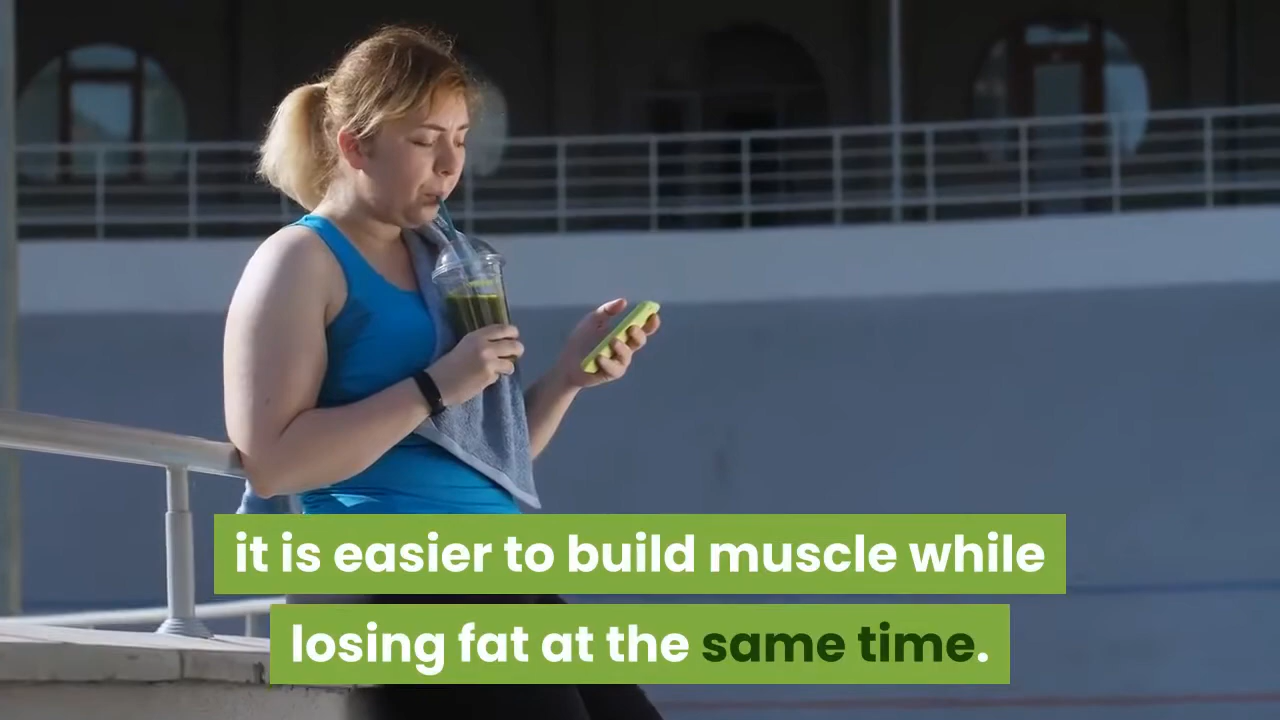 it is easier to build muscle while
losing fat at the same time.